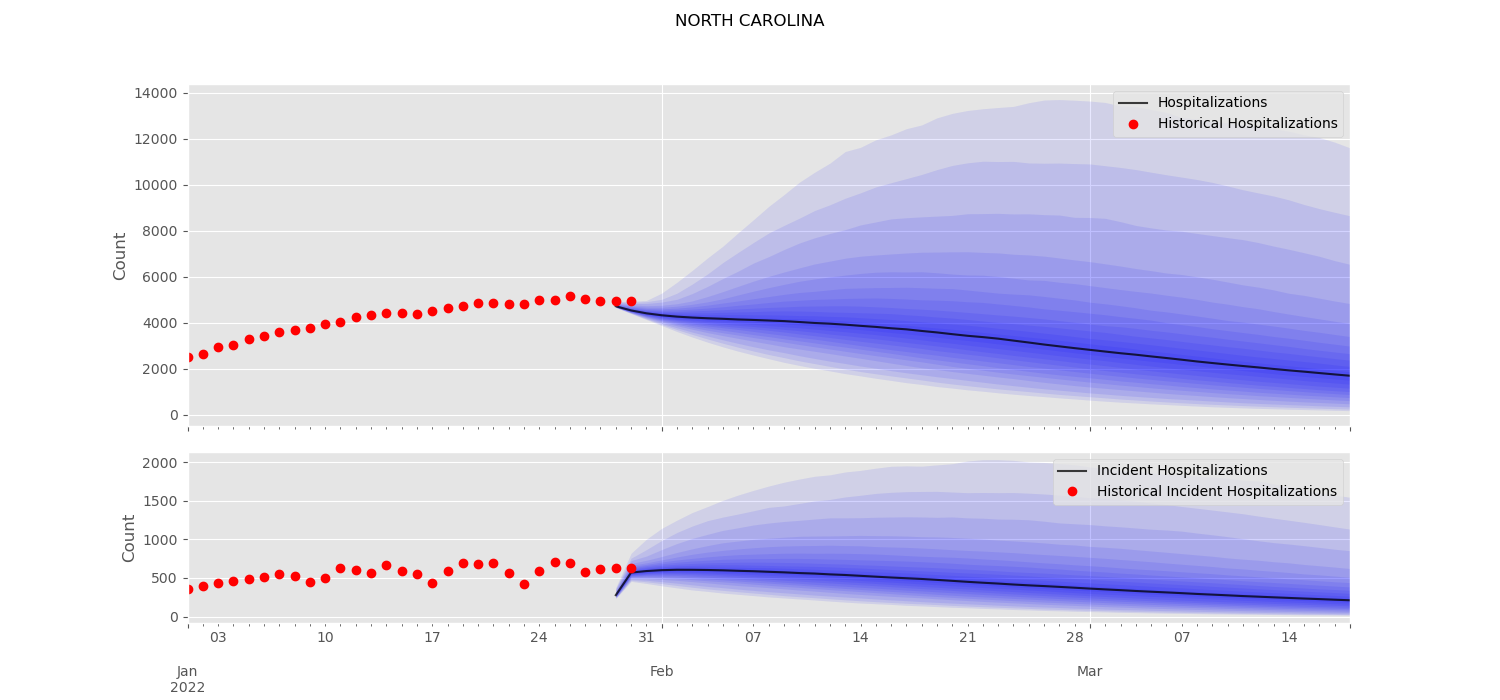 NORTH CAROLINA
14000
12000
10000
8000
6000
4000
2000
0
Count
Hospitalizations
Historical Hospitalizations
2000
1500
1000
500
0
Count
Incident Hospitalizations
Historical Incident Hospitalizations
03 10 17 24 31 07 14 21 28 07 14
Jan Feb Mar
2022